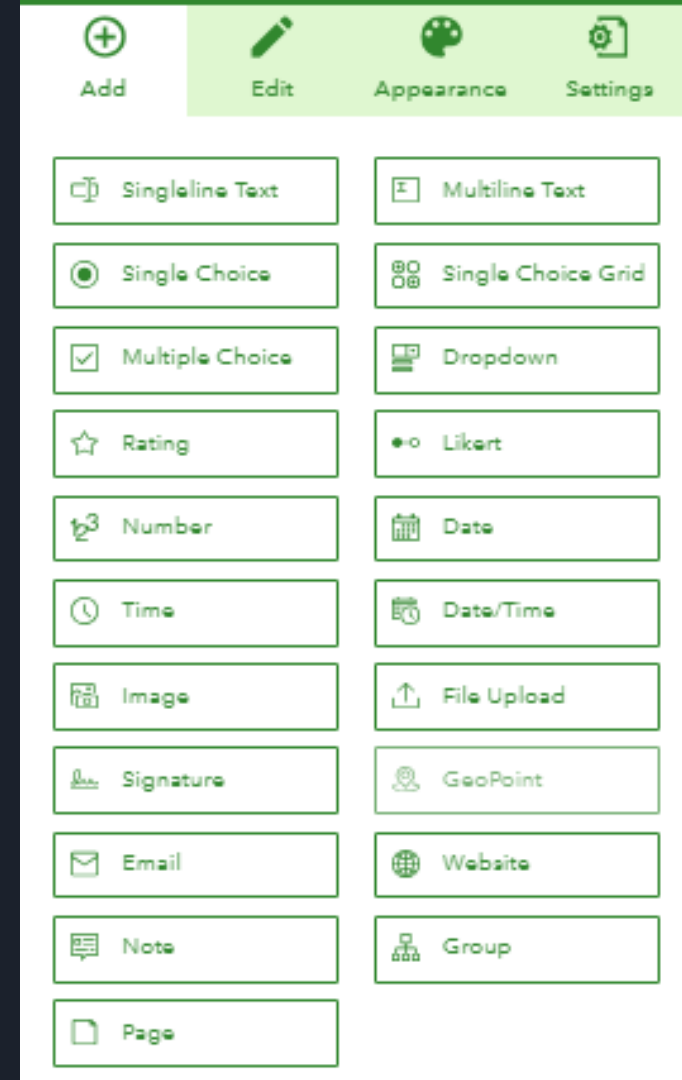 Add Edit Appearance Settings
Singleline Text Multiline Text
Single Choice Single Choice Grid
Multiple Choice Dropdown
Rating Likert
Number Date
Time Date/Time
Image File Upload
Signature GeoPoint
Email Website
Note Group
Page